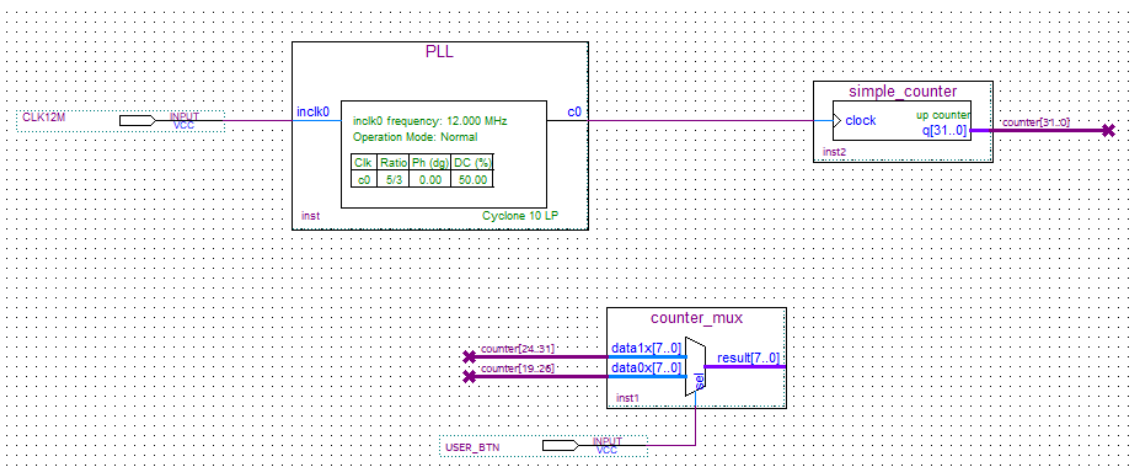 PLL
CLK12M
INPUT
VCC
inclk0
inclk0 frequency: 12.000 MHz
Operation Mode: Normal
Clk Ratio Ph (dg) DC (%)
c0 5/3 0.00 50.00
c0
inst
Cyclone 10 LP
simple_counter
clock
up counter
q[31..0]
counter[31..0]
inst2
counter_mux
counter[24..31]
data1x[7..0]
counter[19..26]
data0x[7..0]
result[7..0]
sel
inst1
USER_BTN
INPUT
VCC